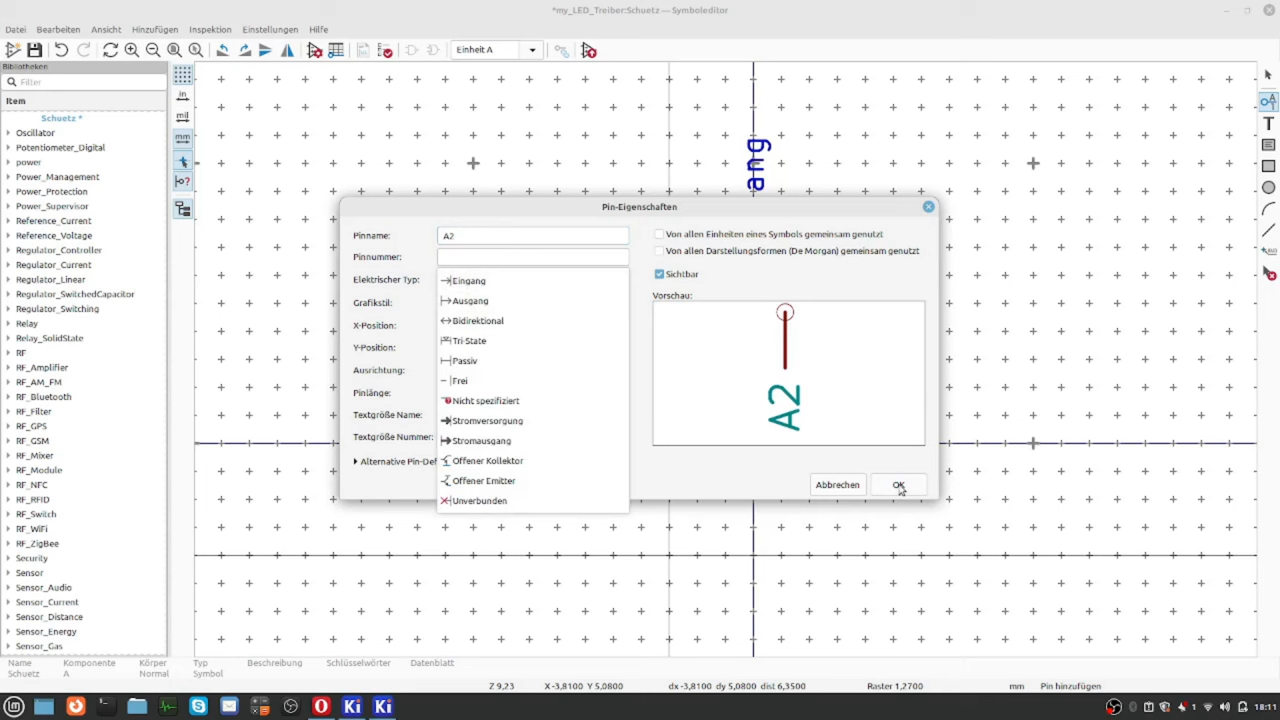 *my_LED_Treiber:Schuetz — Symboleditor
Datei Bearbeiten Ansicht Hinzufügen Inspektion Einstellungen Hilfe
Einheit A
Bibliotheken
Filter
Item
Schuetz *
Oscillator
Potentiometer_Digital
power
Power_Management
Power_Protection
Power_Supervisor
Reference_Current
Reference_Voltage
Regulator_Controller
Regulator_Current
Regulator_Linear
Regulator_SwitchedCapacitor
Regulator_Switching
Relay
Relay_SolidState
RF
RF_Amplifier
RF_AM_FM
RF_Bluetooth
RF_Filter
RF_GPS
RF_GSM
RF_Mixer
RF_Module
RF_NFC
RF_RFID
RF_Switch
RF_WiFi
RF_ZigBee
Security
Sensor
Sensor_Audio
Sensor_Current
Sensor_Distance
Sensor_Energy
Sensor_Gas
in
mil
mm
ang
Pin-Eigenschaften
Pinname: A2
Pinnummer:
Elektrischer Typ:
Grafikstil:
X-Position:
Y-Position:
Ausrichtung:
Pinlänge:
Textgröße Name:
Textgröße Nummer:
Alternative Pin-Def
Eingang
Ausgang
Bidirektional
Tri-State
Passiv
Frei
Nicht spezifiziert
Stromversorgung
Stromausgang
Offener Kollektor
Offener Emitter
Unverbunden
Von allen Einheiten eines Symbols gemeinsam genutzt
Von allen Darstellungsformen (De Morgan) gemeinsam genutzt
Sichtbar
Vorschau:
A2
Abbrechen OK
Name Komponente Körper Typ Beschreibung Schlüsselwörter Datenblatt
Schuetz A Normal Symbol
Z 9,23 X -3,8100 Y 5,0800 dx -3,8100 dy 5,0800 dist 6,3500 Raster 1,2700 mm Pin hinzufügen
Ki Ki
1 18:11